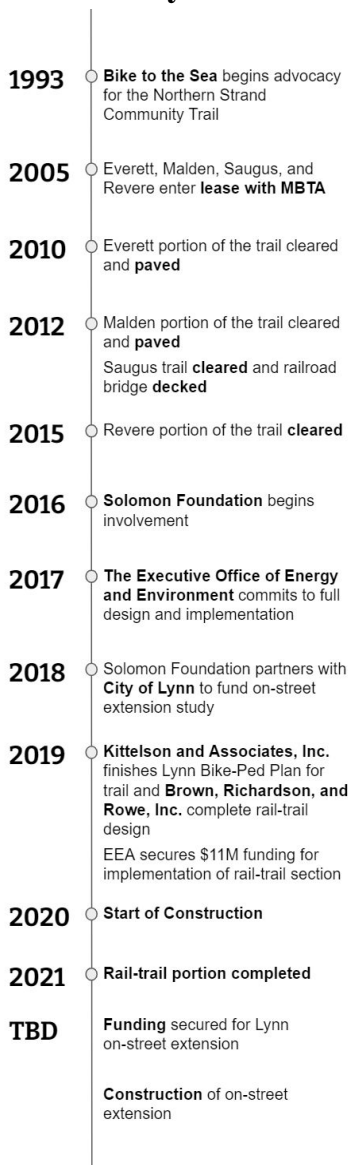 1993
Bike to the Sea begins advocacy
for the Northern Strand
Community Trail
2005
Everett, Malden, Saugus, and
Revere enter lease with MBTA
2010
Everett portion of the trail cleared
and paved
2012
Malden portion of the trail cleared
and paved
Saugus trail cleared and railroad
bridge decked
2015
Revere portion of the trail cleared
2016
Solomon Foundation begins
involvement
2017
The Executive Office of Energy
and Environment commits to full
design and implementation
2018
Solomon Foundation partners with
City of Lynn to fund on-street
extension study
2019
Kittelson and Associates, Inc.
finishes Lynn Bike-Ped Plan for
trail and Brown, Richardson, and
Rowe, Inc. complete rail-trail
design
EEA secures $11M funding for
implementation of rail-trail section
2020
Start of Construction
2021
Rail-trail portion completed
TBD
Funding secured for Lynn
on-street extension
Construction of on-street
extension